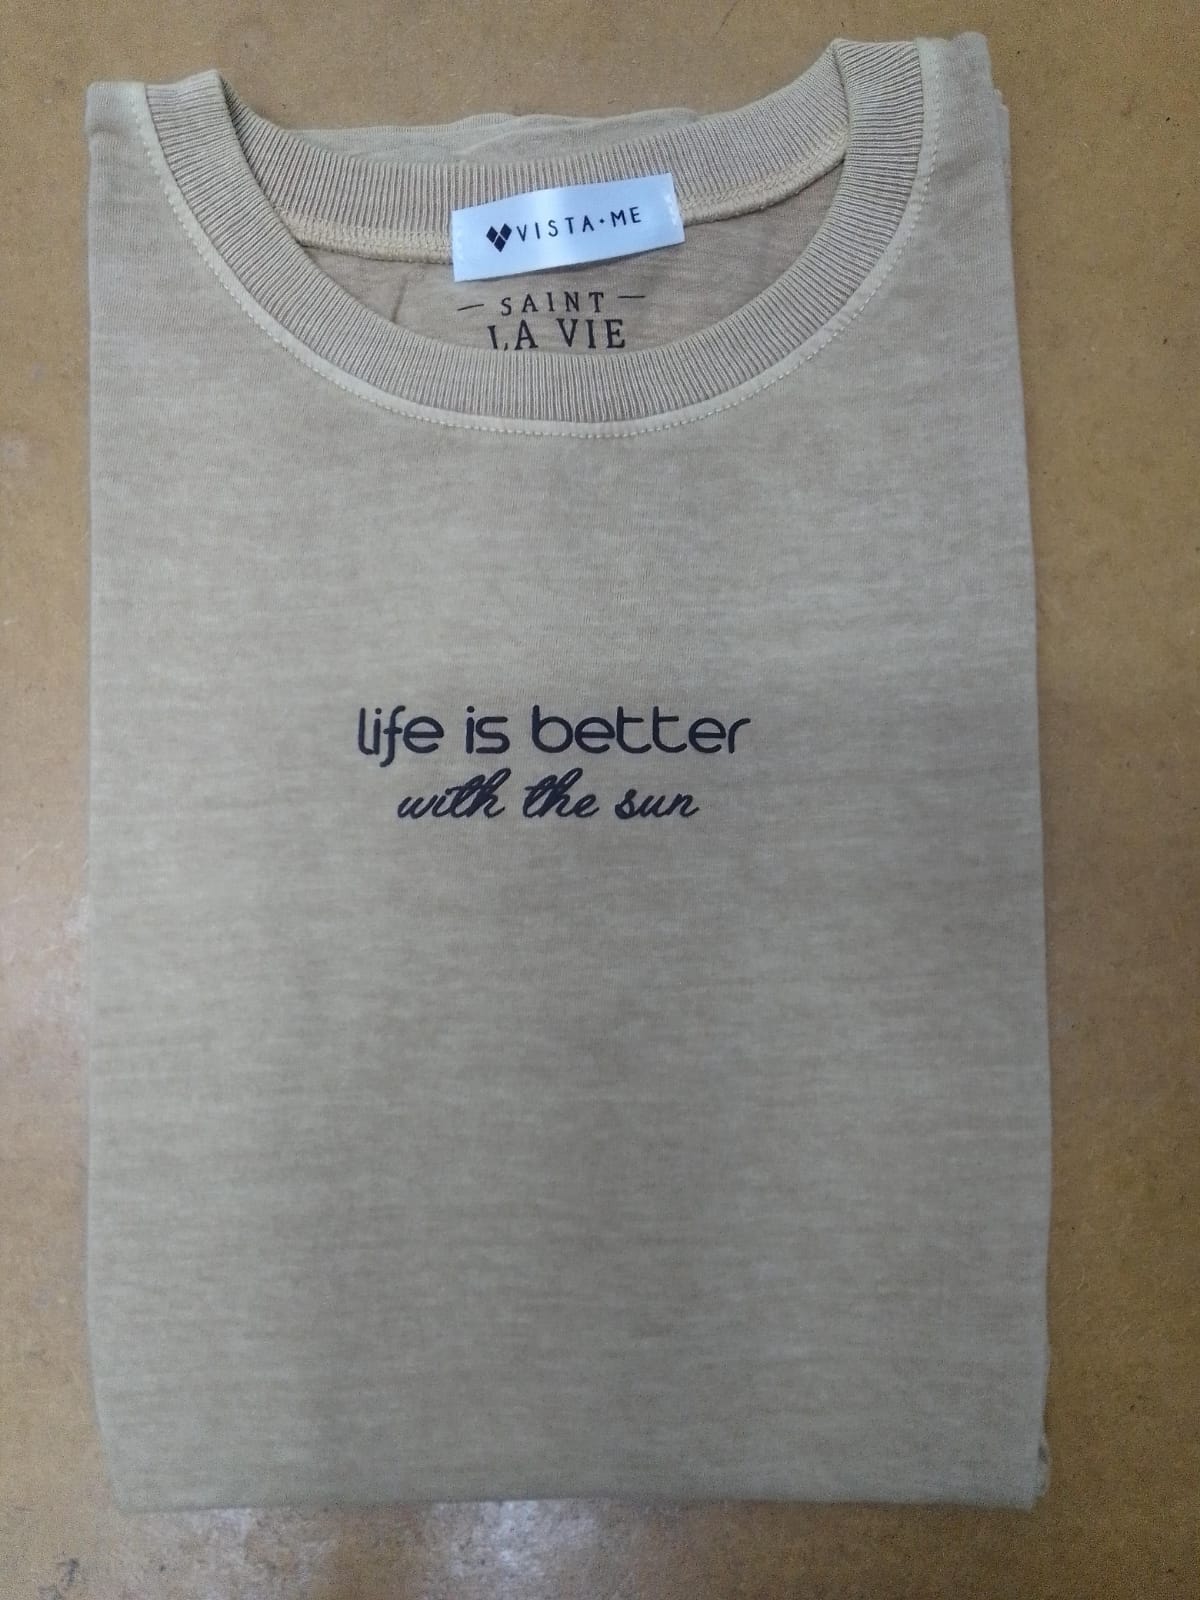 VISTA·ME
— SAINT —
LA VIE
life is better
with the sun